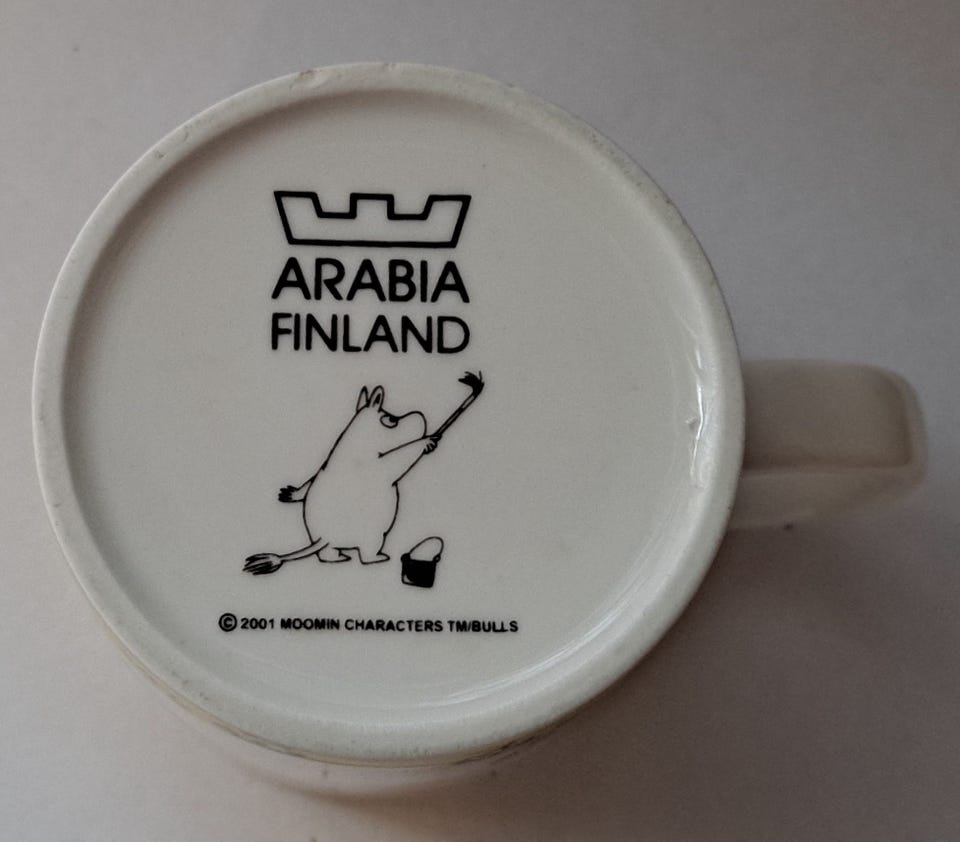 ARABIA
FINLAND
© 2001 MOOMIN CHARACTERS TM/BULLS